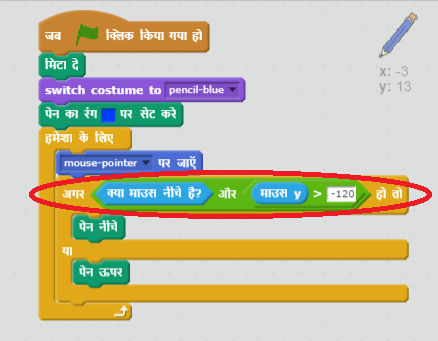 जब क्लिक किया गया हो
मिटा दे
switch costume to pencil-blue
पेन का रंग पर सेट करे
हमेशा के लिए
mouse-pointer पर जाएँ
अगर क्या माउस नीचे है? और माउस y > -120 हो तो
पेन नीचे
या
पेन ऊपर
x: -3
y: 13